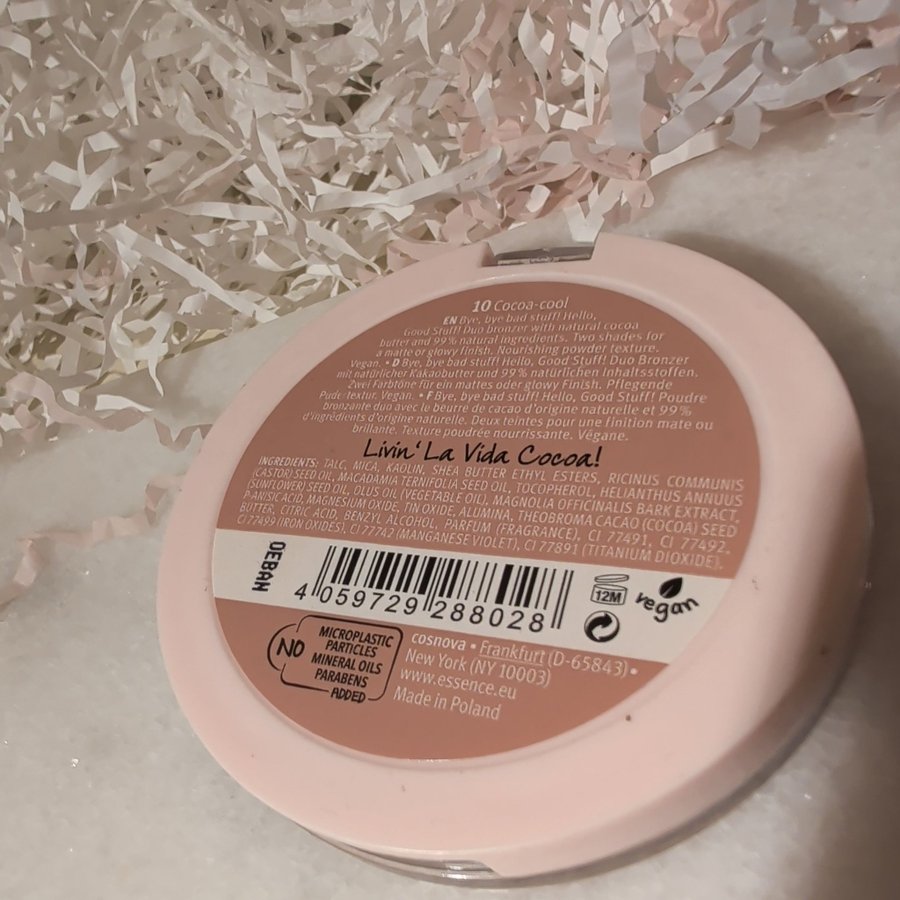 10 Cocoa-cool
EN Bye, bye bad stuff! Hello,
Good Stuff! Duo bronzer with natural cocoa
butter and 99% natural ingredients. Two shades for
a matte or glowy finish. Nourishing powder texture.
Vegan. • D Bye, bye bad stuff! Hello, Good Stuff! Duo Bronzer
mit natürlicher Kakaobutter und 99% natürlichen Inhaltsstoffen.
Zwei Farbtöne für ein mattes oder glowy Finish. Pflegende
Puder-textur. Vegan. • F Bye, bye bad stuff! Hello, Good Stuff! Poudre
bronzante duo avec le beurre de cacao d'origine naturelle et 99%
d'ingrédients d'origine naturelle. Deux teintes pour une finition mate ou
brillante. Texture poudrée nourrissante. Végane.
Livin' La Vida Cocoa!
INGREDIENTS: TALC, MICA, KAOLIN, SHEA BUTTER ETHYL ESTERS, RICINUS COMMUNIS
(CASTOR) SEED OIL, MACADAMIA TERNIFOLIA SEED OIL, TOCOPHEROL, HELIANTHUS ANNUUS
(SUNFLOWER) SEED OIL, OLUS OIL (VEGETABLE OIL), MAGNOLIA OFFICINALIS BARK EXTRACT,
P-ANISIC ACID, MAGNESIUM OXIDE, TIN OXIDE, ALUMINA, THEOBROMA CACAO (COCOA) SEED
BUTTER, CITRIC ACID, BENZYL ALCOHOL, PARFUM (FRAGRANCE), CI 77491, CI 77492,
CI 77499 (IRON OXIDES), CI 77742 (MANGANESE VIOLET), CI 77891 (TITANIUM DIOXIDE).
DEBAN
4 059729 288028
12M
vegan
NO
MICROPLASTIC
PARTICLES
MINERAL OILS
PARABENS
ADDED
cosnova • Frankfurt (D-65843) •
New York (NY 10003)
www.essence.eu
Made in Poland